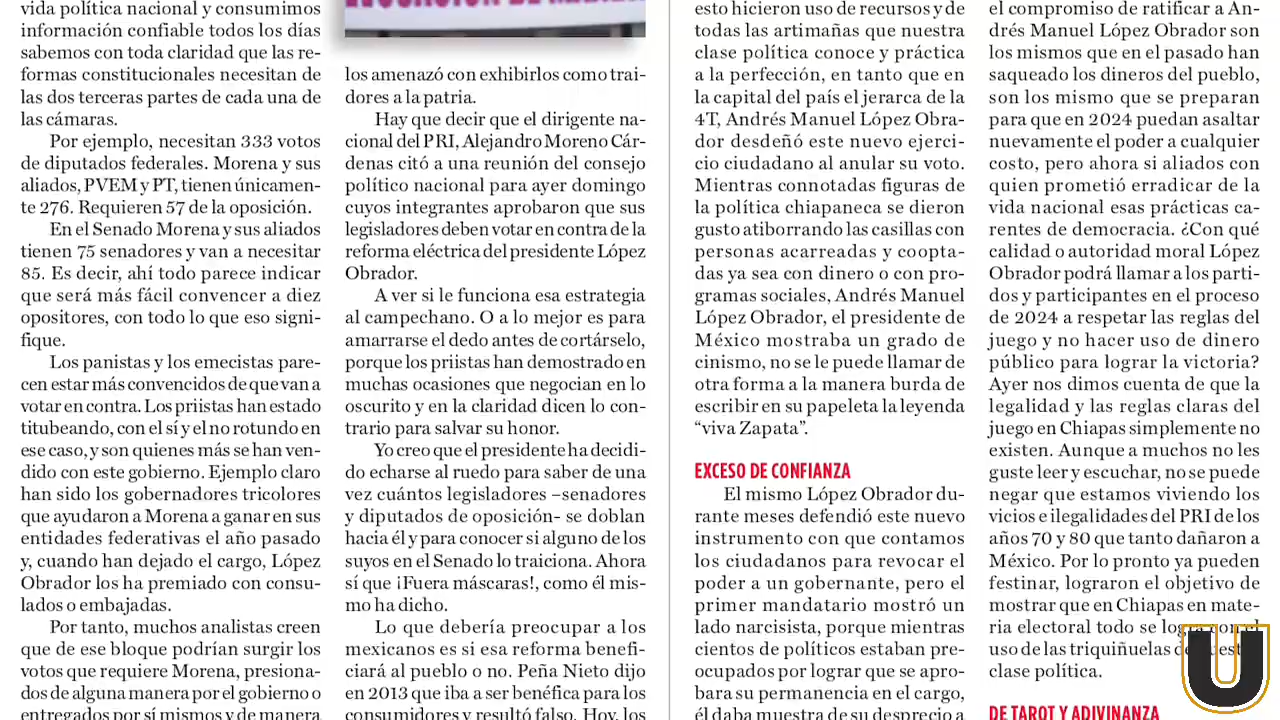 vida política nacional y consumimos
información confiable todos los días
sabemos con toda claridad que las re-
formas constitucionales necesitan de
las dos terceras partes de cada una de
las cámaras.
Por ejemplo, necesitan 333 votos
de diputados federales. Morena y sus
aliados, PVEM y PT, tienen únicamen-
te 276. Requieren 57 de la oposición.
En el Senado Morena y sus aliados
tienen 75 senadores y van a necesitar
85. Es decir, ahí todo parece indicar
que será más fácil convencer a diez
opositores, con todo lo que eso signi-
fique.
Los panistas y los emecistas pare-
cen estar más convencidos de que van a
votar en contra. Los priistas han estado
titubeando, con el sí y el no rotundo en
ese caso, y son quienes más se han ven-
dido con este gobierno. Ejemplo claro
han sido los gobernadores tricolores
que ayudaron a Morena a ganar en sus
entidades federativas el año pasado
y, cuando han dejado el cargo, López
Obrador los ha premiado con consu-
lados o embajadas.
Por tanto, muchos analistas creen
que de ese bloque podrían surgir los
votos que requiere Morena, presiona-
dos de alguna manera por el gobierno o
entregados por sí mismos y de manera
los amenazó con exhibirlos como trai-
dores a la patria.
Hay que decir que el dirigente na-
cional del PRI, Alejandro Moreno Cár-
denas citó a una reunión del consejo
político nacional para ayer domingo
cuyos integrantes aprobaron que sus
legisladores deben votar en contra de la
reforma eléctrica del presidente López
Obrador.
A ver si le funciona esa estrategia
al campechano. O a lo mejor es para
amarrarse el dedo antes de cortárselo,
porque los priistas han demostrado en
muchas ocasiones que negocian en lo
oscurito y en la claridad dicen lo con-
trario para salvar su honor.
Yo creo que el presidente ha decidi-
do echarse al ruedo para saber de una
vez cuántos legisladores –senadores
y diputados de oposición- se doblan
hacia él y para conocer si alguno de los
suyos en el Senado lo traiciona. Ahora
sí que ¡Fuera máscaras!, como él mis-
mo ha dicho.
Lo que debería preocupar a los
mexicanos es si esa reforma benefi-
ciará al pueblo o no. Peña Nieto dijo
en 2013 que iba a ser benéfica para los
consumidores y resultó falso. Hoy, los
esto hicieron uso de recursos y de
todas las artimañas que nuestra
clase política conoce y práctica
a la perfección, en tanto que en
la capital del país el jerarca de la
4T, Andrés Manuel López Obra-
dor desdeñó este nuevo ejerci-
cio ciudadano al anular su voto.
Mientras connotadas figuras de
la política chiapaneca se dieron
gusto atiborrando las casillas con
personas acarreadas y coopta-
das ya sea con dinero o con pro-
gramas sociales, Andrés Manuel
López Obrador, el presidente de
México mostraba un grado de
cinismo, no se le puede llamar de
otra forma a la manera burda de
escribir en su papeleta la leyenda
“viva Zapata”.
EXCESO DE CONFIANZA
El mismo López Obrador du-
rante meses defendió este nuevo
instrumento con que contamos
los ciudadanos para revocar el
poder a un gobernante, pero el
primer mandatario mostró un
lado narcisista, porque mientras
cientos de políticos estaban pre-
ocupados por lograr que se apro-
bara su permanencia en el cargo,
él daba muestra de su desprecio a
el compromiso de ratificar a An-
drés Manuel López Obrador son
los mismos que en el pasado han
saqueado los dineros del pueblo,
son los mismo que se preparan
para que en 2024 puedan asaltar
nuevamente el poder a cualquier
costo, pero ahora si aliados con
quien prometió erradicar de la
vida nacional esas prácticas ca-
rentes de democracia. ¿Con qué
calidad o autoridad moral López
Obrador podrá llamar a los parti-
dos y participantes en el proceso
de 2024 a respetar las reglas del
juego y no hacer uso de dinero
público para lograr la victoria?
Ayer nos dimos cuenta de que la
legalidad y las reglas claras del
juego en Chiapas simplemente no
existen. Aunque a muchos no les
guste leer y escuchar, no se puede
negar que estamos viviendo los
vicios e ilegalidades del PRI de los
años 70 y 80 que tanto dañaron a
México. Por lo pronto ya pueden
festinar, lograron el objetivo de
mostrar que en Chiapas en mate-
ria electoral todo se logra con el
uso de las triquiñuelas de
clase política.
DE TAROT Y ADIVINANZA
U